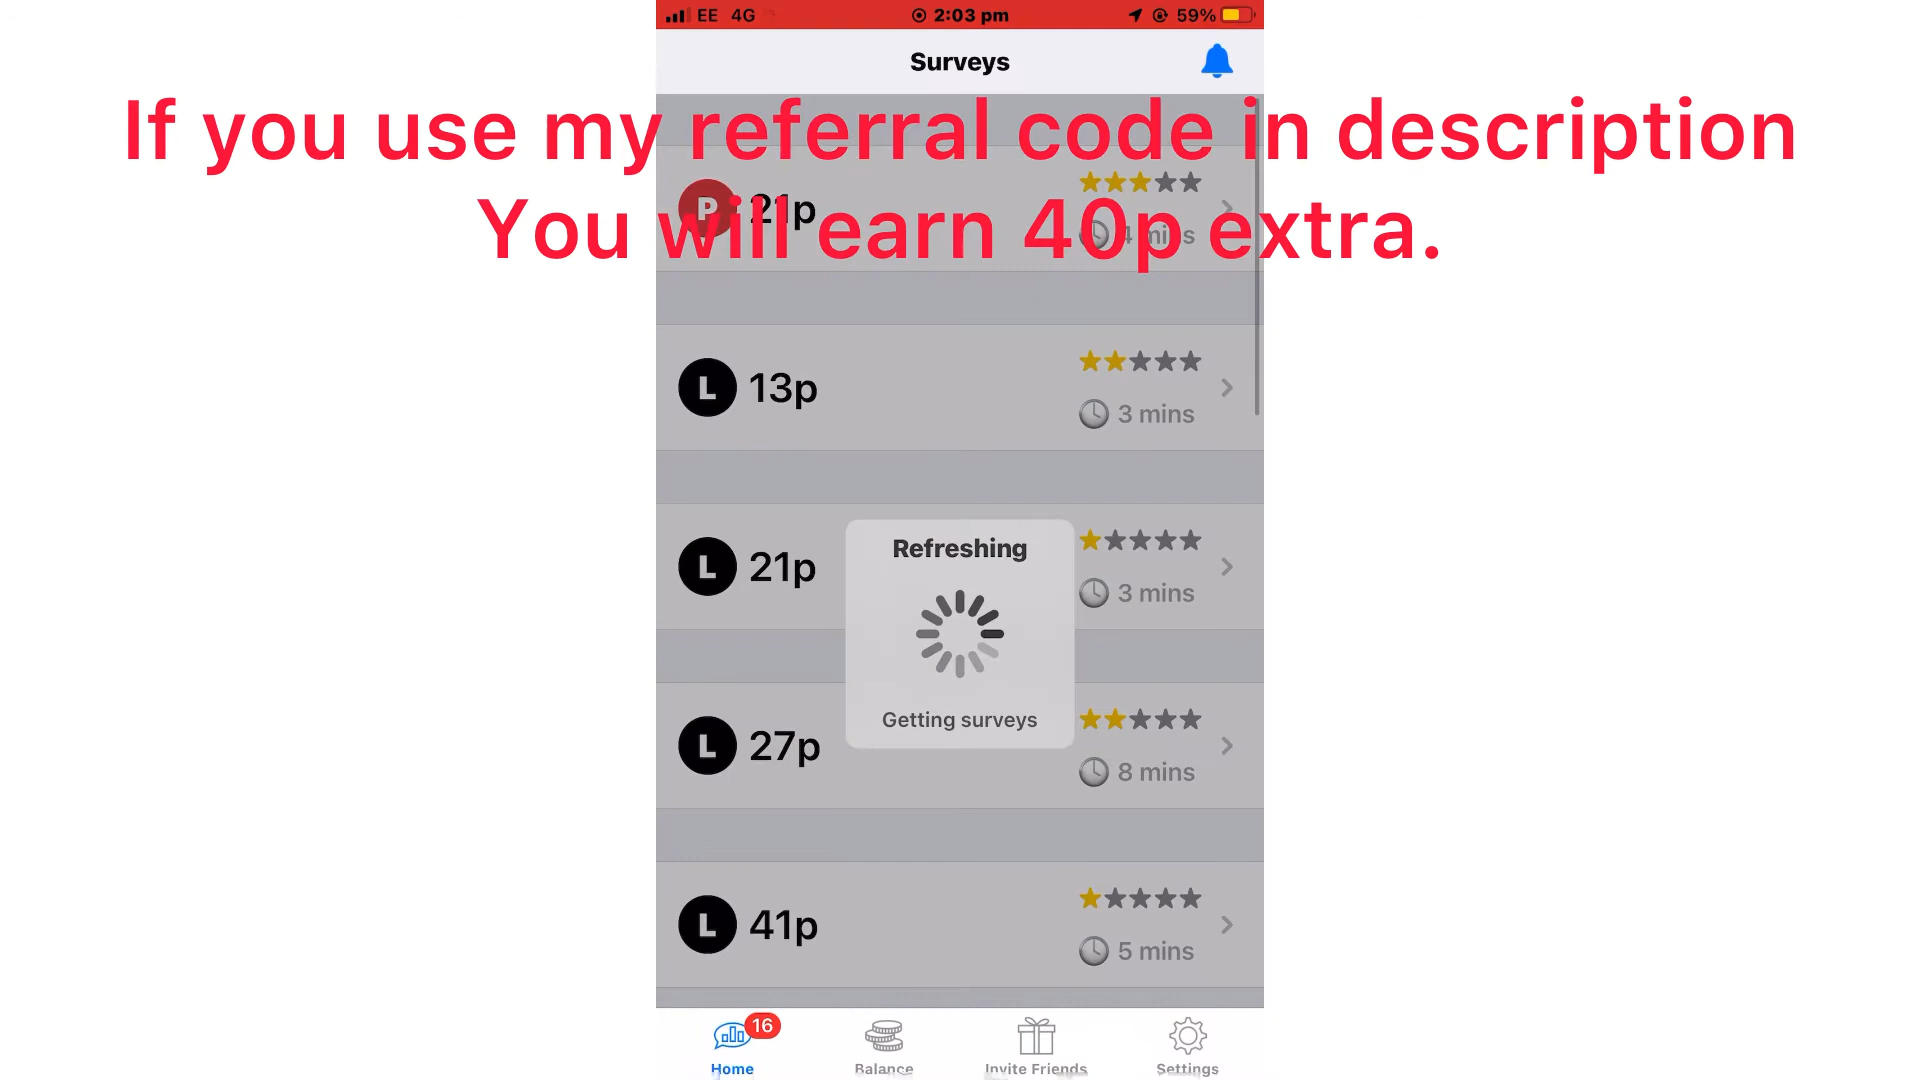 EE 4G 2:03 pm 59%
Surveys
If you use my referral code in description
You will earn 40p extra.
P 21p
4 mins
L 13p
3 mins
L 21p
3 mins
Refreshing
Getting surveys
L 27p
8 mins
L 41p
5 mins
16
Home Balance Invite Friends Settings